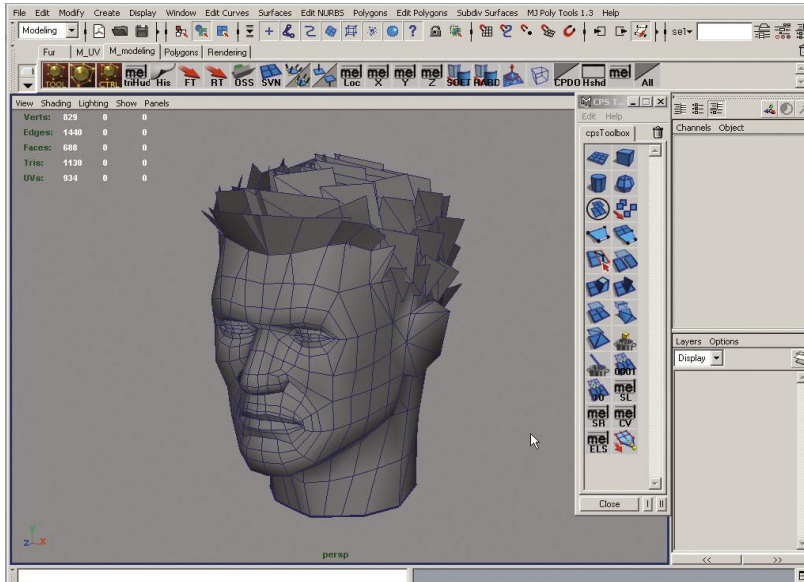 File Edit Modify Create Display Window Edit Curves Surfaces Edit NURBS Polygons Edit Polygons Subdiv Surfaces MJ Poly Tools 1.3 Help
Modeling sel
Fur M_UV M_modeling Polygons Rendering
TOOL CTRL mel triHud His FT RT OSS SVN mel Loc mel X mel Y mel Z SOFT HARD CPDO Hshd mel All
View Shading Lighting Show Panels
Verts: 829 0 0
Edges: 1440 0 0
Faces: 688 0 0
Tris: 1130 0 0
UVs: 934 0 0
y
z x
persp
CPS T...
Edit Help
cpsToolbox
mel
SL
mel mel
SR CV
mel
ELS
Close
Channels Object
Layers Options
Display
<< >>